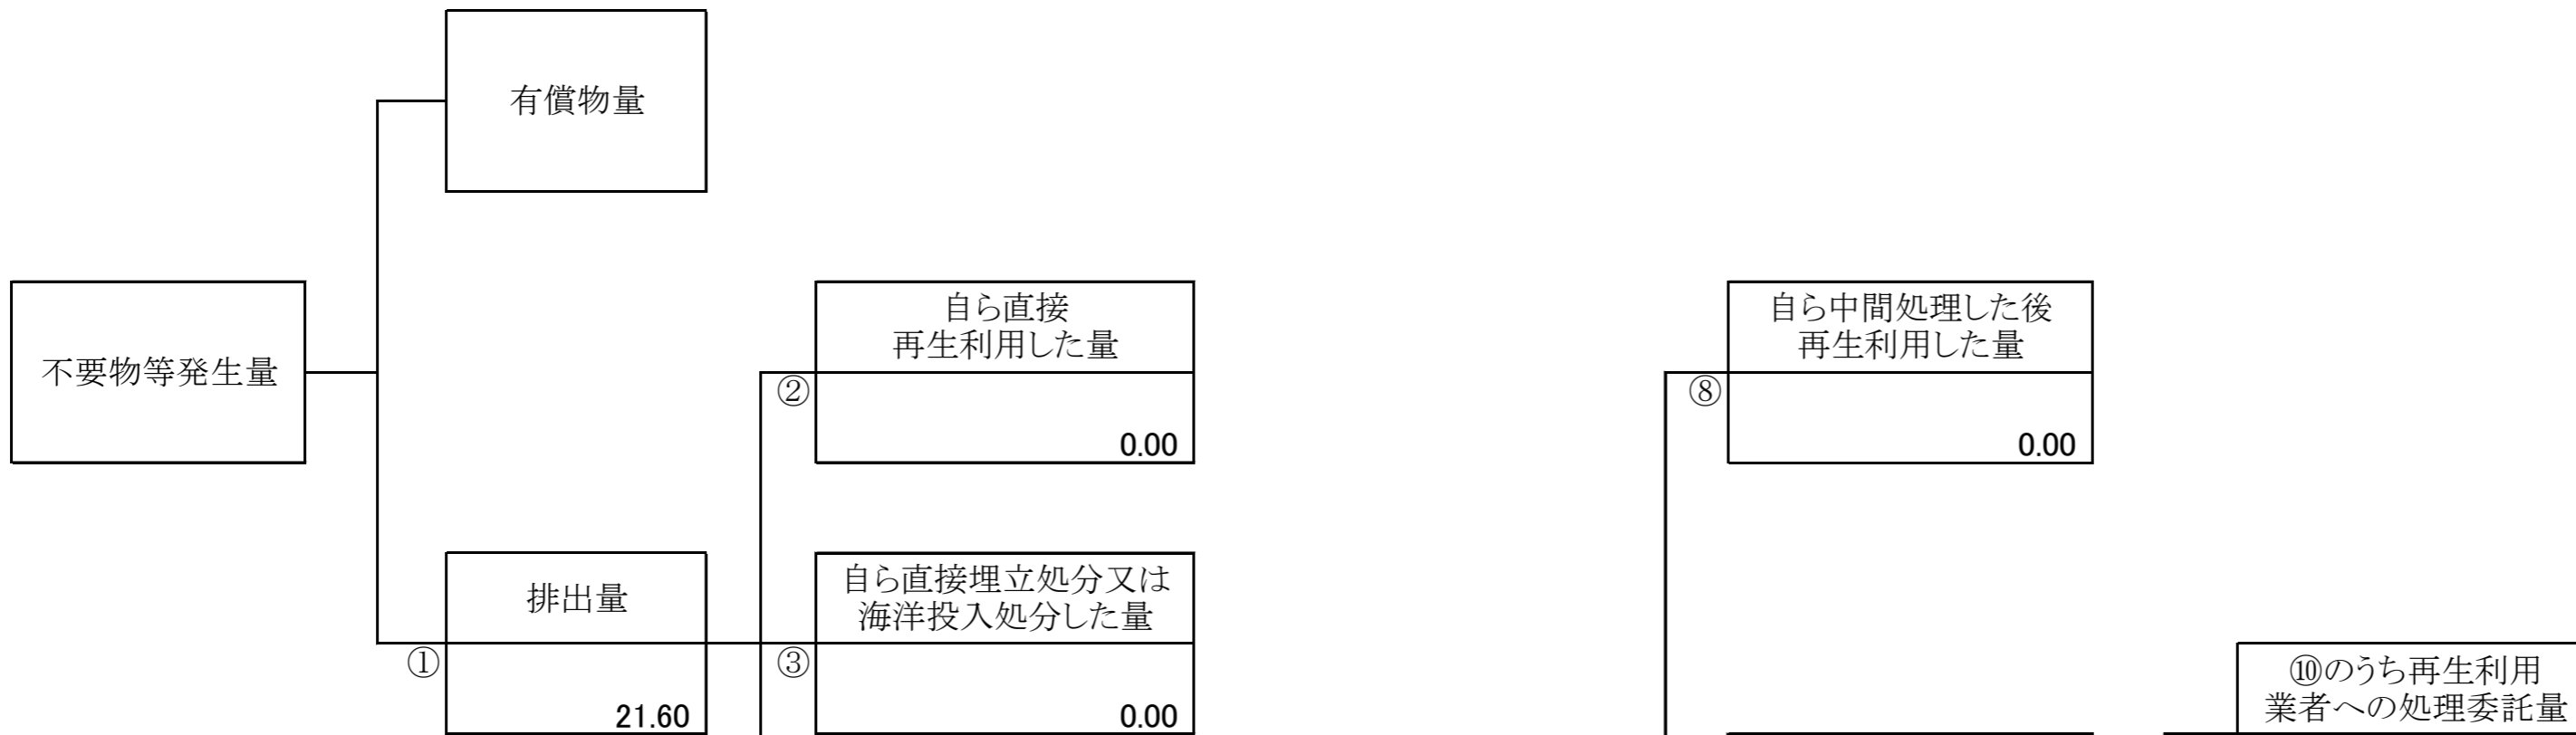 有償物量
不要物等発生量
自ら直接
再生利用した量
②
0.00
自ら中間処理した後
再生利用した量
⑧
0.00
排出量
①
21.60
自ら直接埋立処分又は
海洋投入処分した量
③
0.00
⑩のうち再生利用
業者への処理委託量